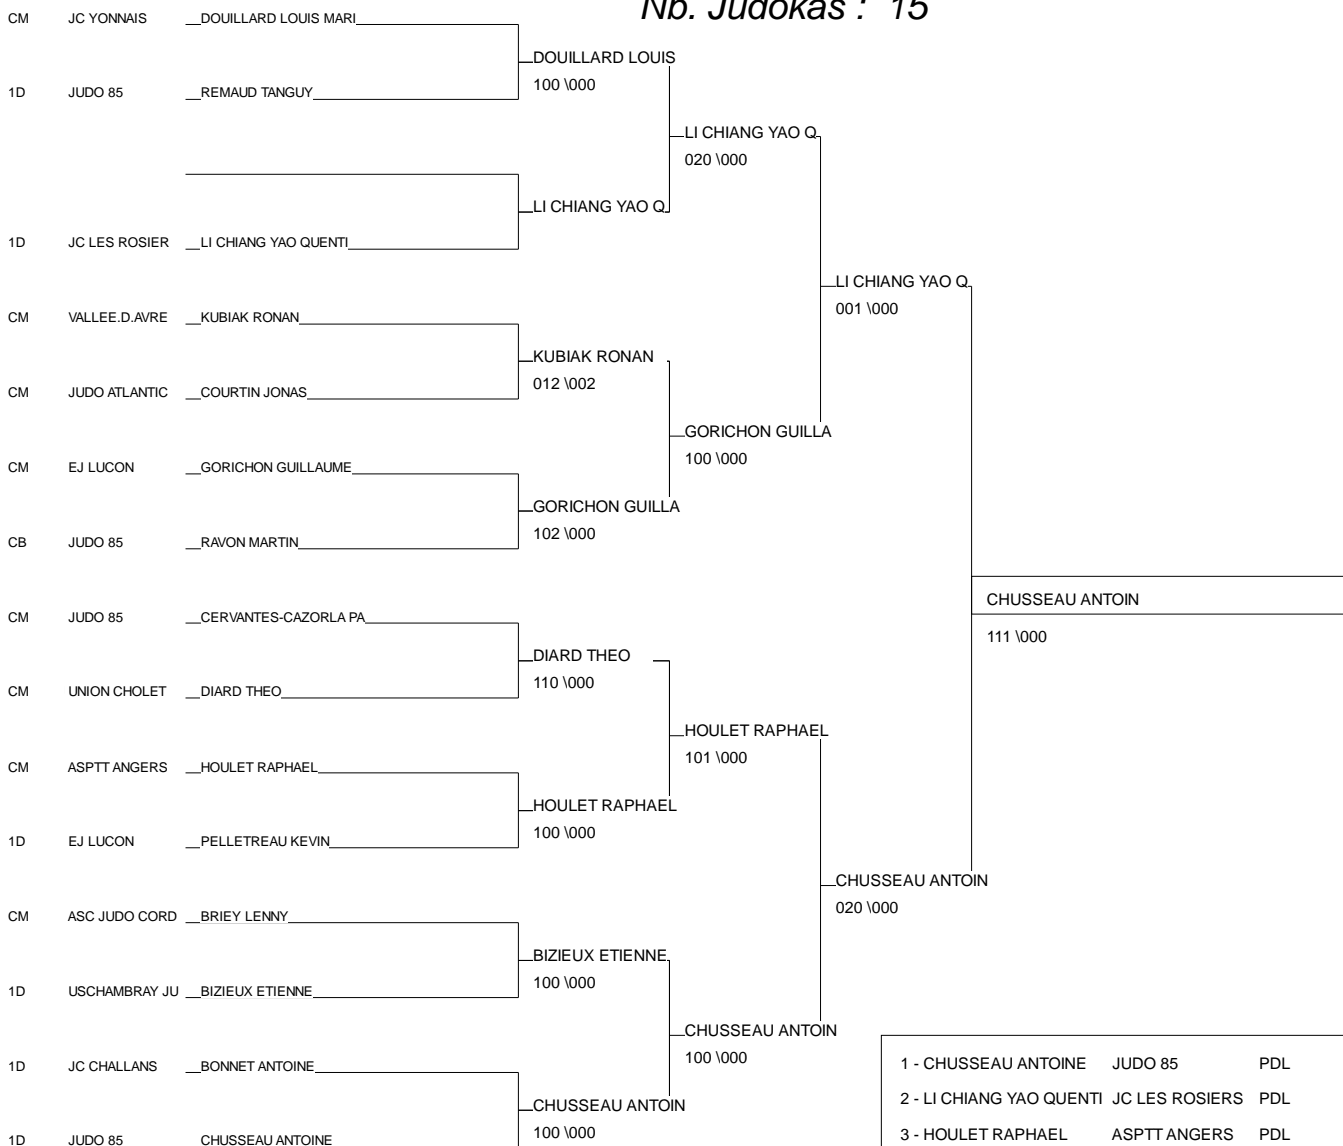 Nb. Judokas : 15
CM JC YONNAIS DOUILLARD LOUIS MARI
DOUILLARD LOUIS
100 \000
1D JUDO 85 REMAUD TANGUY
LI CHIANG YAO Q
020 \000
LI CHIANG YAO Q
1D JC LES ROSIER LI CHIANG YAO QUENTI
LI CHIANG YAO Q
001 \000
CM VALLEE.D.AVRE KUBIAK RONAN
KUBIAK RONAN
012 \002
CM JUDO ATLANTIC COURTIN JONAS
GORICHON GUILLA
100 \000
CM EJ LUCON GORICHON GUILLAUME
GORICHON GUILLA
102 \000
CB JUDO 85 RAVON MARTIN
CHUSSEAU ANTOIN
111 \000
CM JUDO 85 CERVANTES-CAZORLA PA
DIARD THEO
110 \000
CM UNION CHOLET DIARD THEO
HOULET RAPHAEL
101 \000
CM ASPTT ANGERS HOULET RAPHAEL
HOULET RAPHAEL
100 \000
1D EJ LUCON PELLETREAU KEVIN
CHUSSEAU ANTOIN
020 \000
CM ASC JUDO CORD BRIEY LENNY
BIZIEUX ETIENNE
100 \000
1D USCHAMBRAY JU BIZIEUX ETIENNE
CHUSSEAU ANTOIN
100 \000
1D JC CHALLANS BONNET ANTOINE
CHUSSEAU ANTOIN
100 \000
1D JUDO 85 CHUSSEAU ANTOINE
1 - CHUSSEAU ANTOINE JUDO 85 PDL
2 - LI CHIANG YAO QUENTI JC LES ROSIERS PDL
3 - HOULET RAPHAEL ASPTT ANGERS PDL